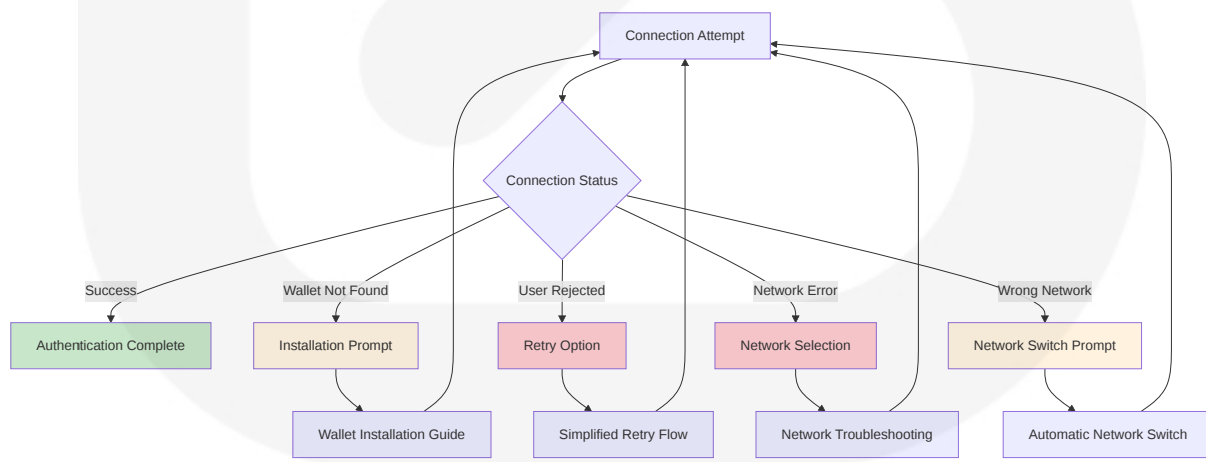 Connection Attempt
Connection Status
Success
Wallet Not Found
User Rejected
Network Error
Wrong Network
Authentication Complete
Installation Prompt
Retry Option
Network Selection
Network Switch Prompt
Wallet Installation Guide
Simplified Retry Flow
Network Troubleshooting
Automatic Network Switch